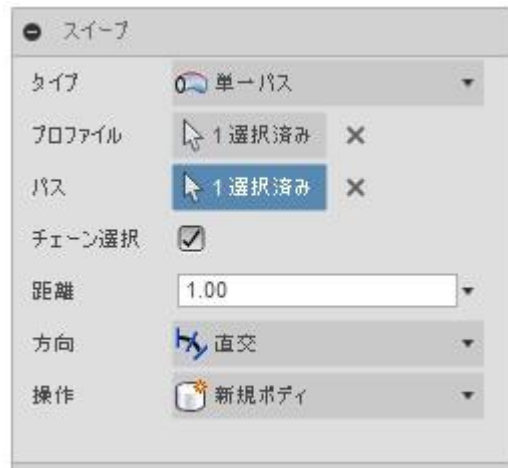 スイープ
タイプ 単一パス
プロファイル 1 選択済み
パス 1 選択済み
チェーン選択
距離 1.00
方向 直交
操作 新規ボディ